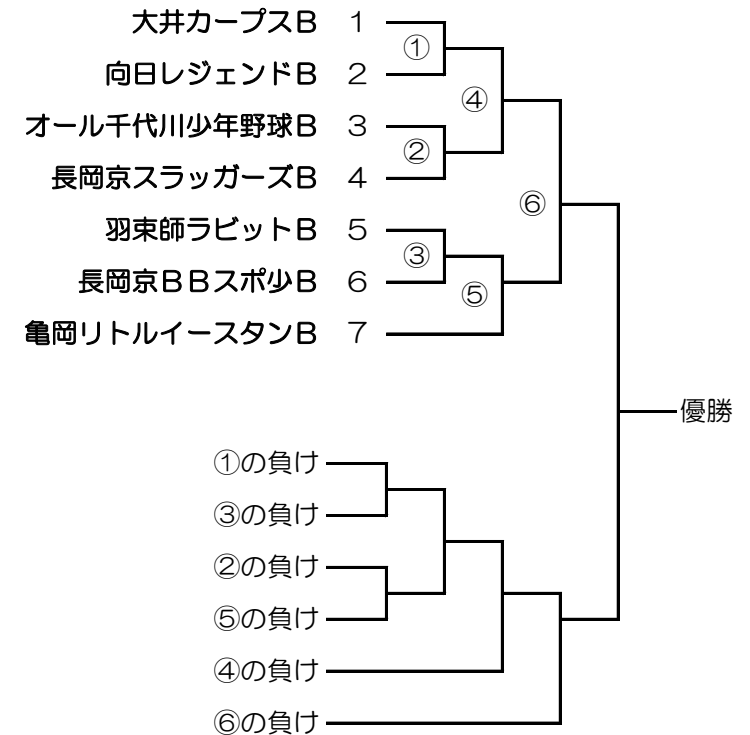 大井カープスB 1
①
向日レジェンドB 2
④
オール千代川少年野球B 3
②
長岡京スラッガーズB 4
⑥
羽束師ラビットB 5
③
長岡京BBスポ少B 6
⑤
亀岡リトルイースタンB 7
優勝
①の負け
③の負け
②の負け
⑤の負け
④の負け
⑥の負け